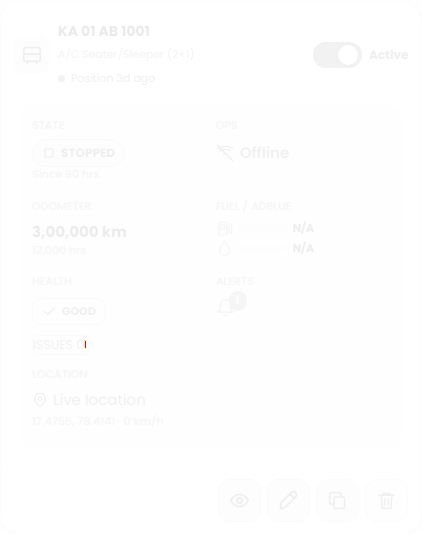 KA 01 AB 1001
A/C Seater/Sleeper (2+1)
Active
Position 3d ago
STATE
GPS
STOPPED
Offline
Since 90 hrs
ODOMETER
FUEL / ADBLUE
3,00,000 km
N/A
12,000 hrs
N/A
HEALTH
ALERTS
GOOD
!
ISSUES 0
LOCATION
Live location
17.4755, 78.4141 · 0 km/h